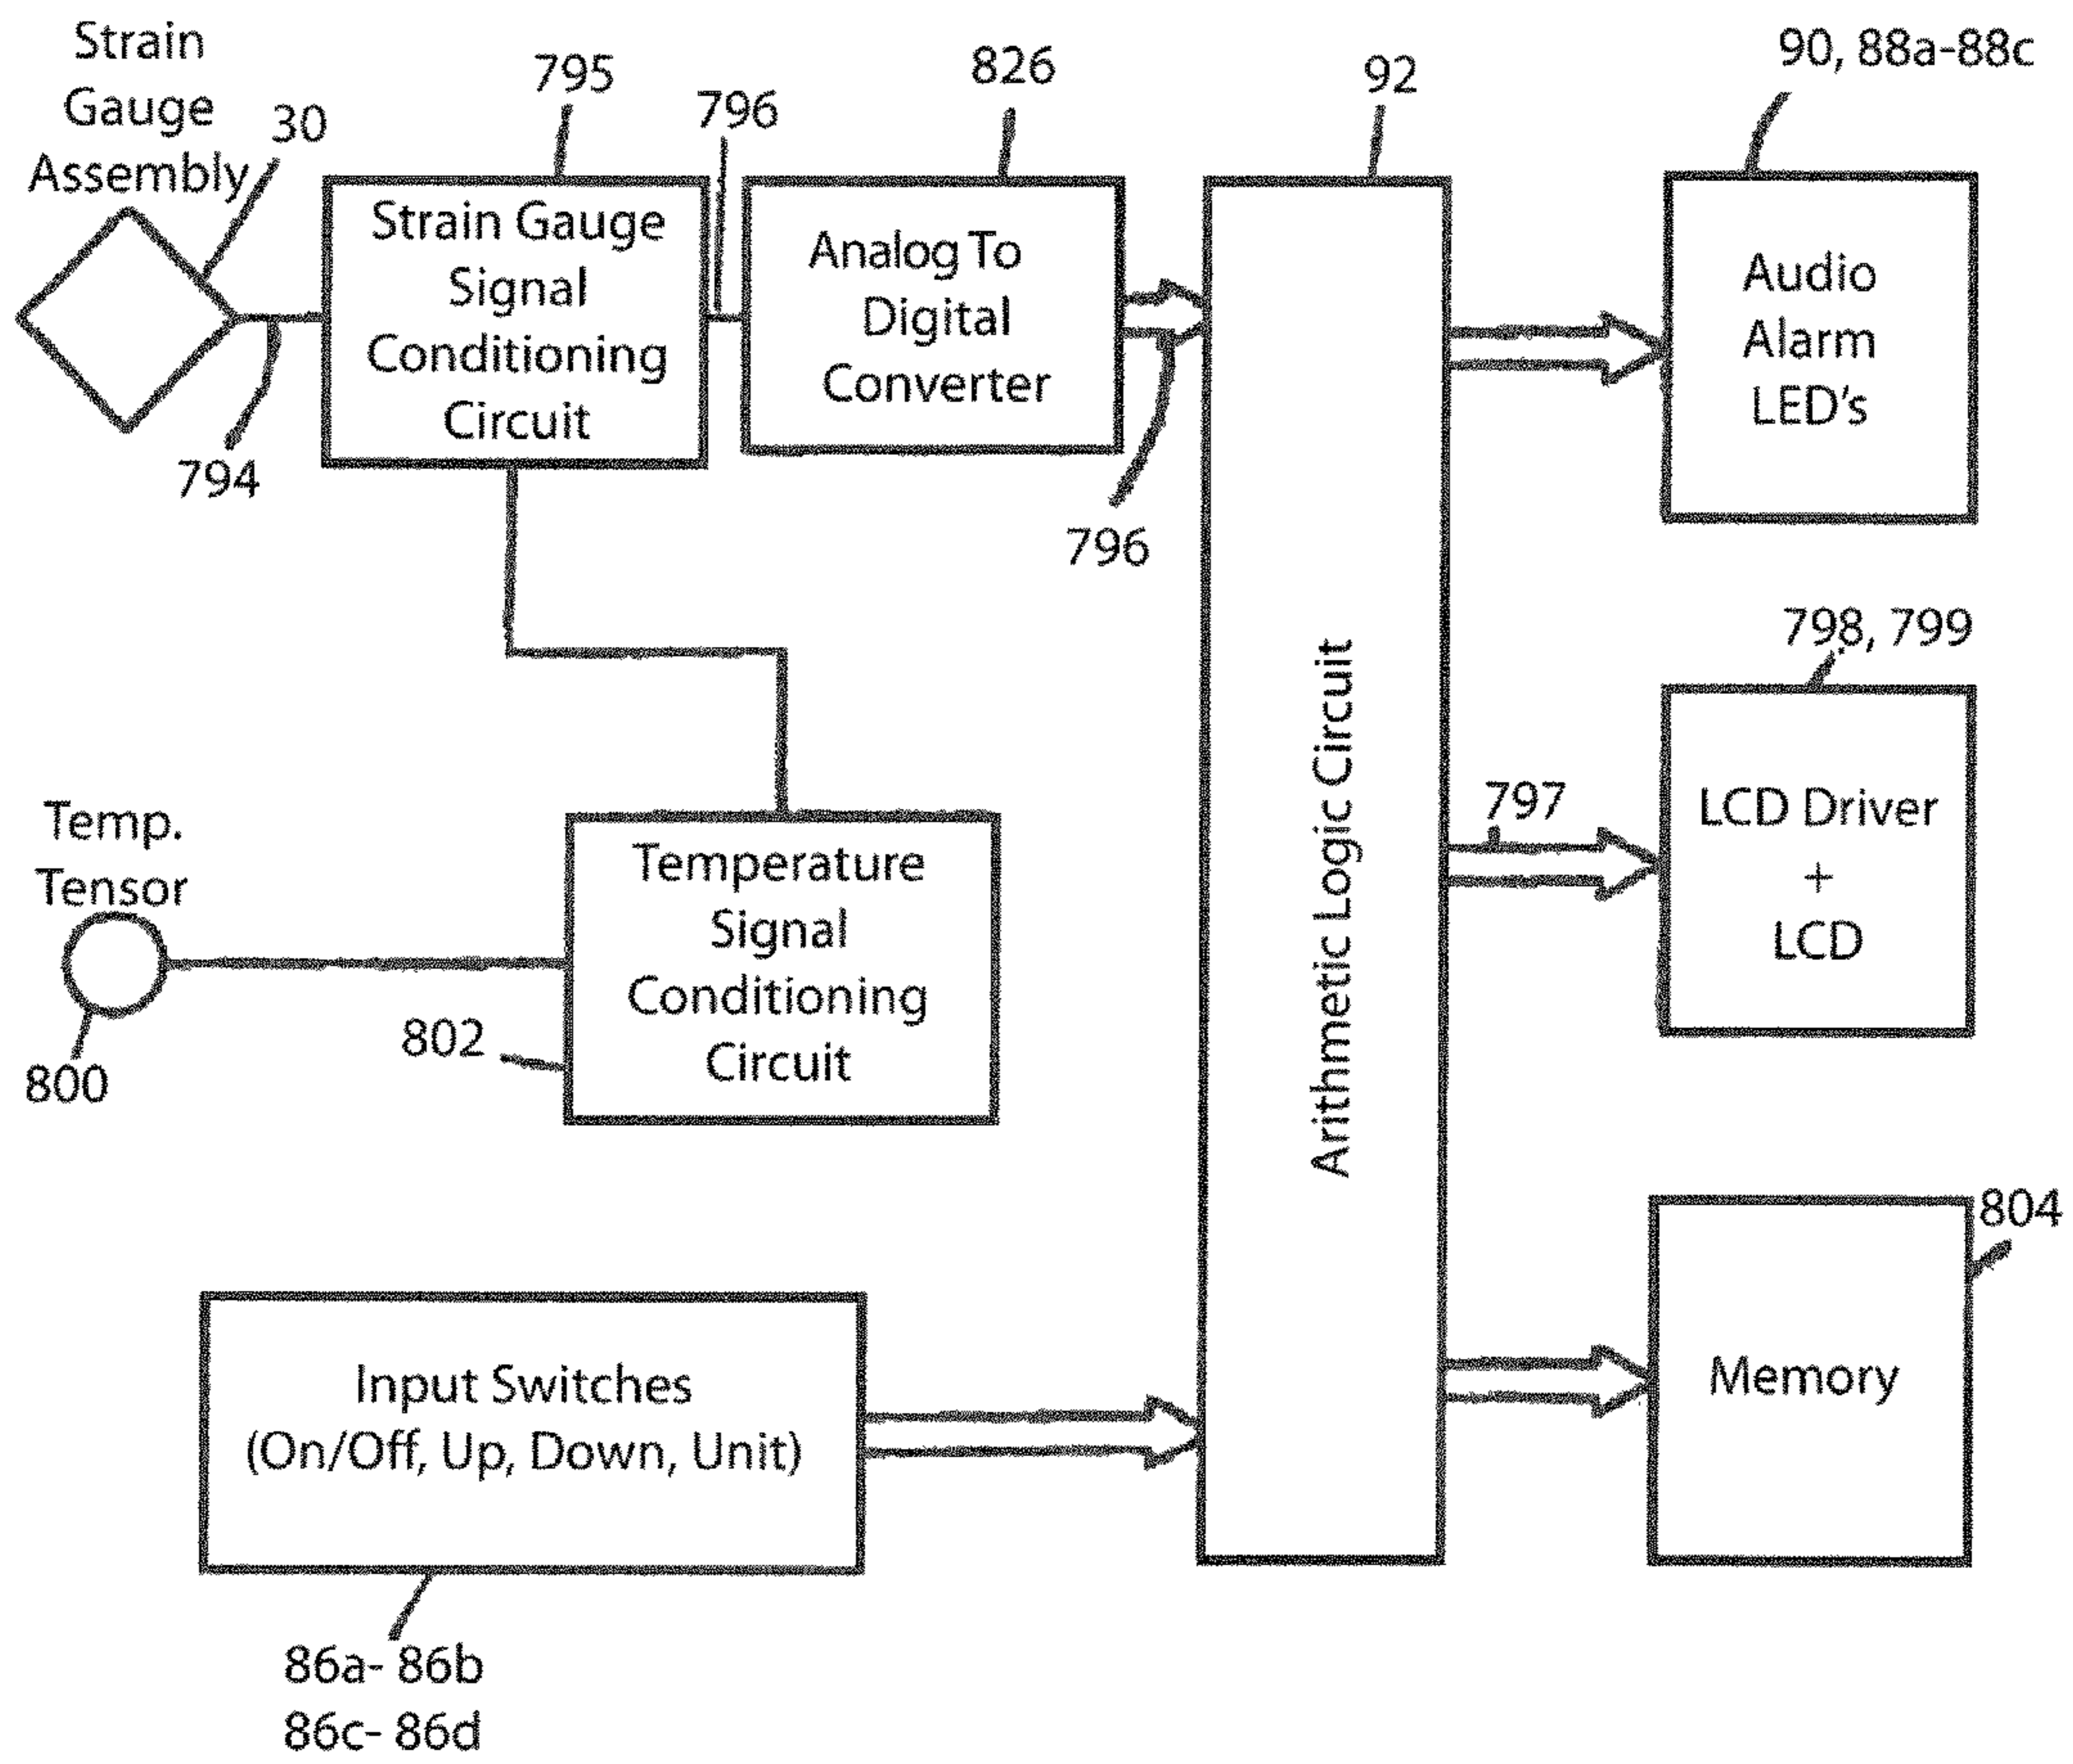 Strain
Gauge
Assembly
30
795
796
826
92
90, 88a-88c
Strain Gauge
Signal
Conditioning
Circuit
Analog To
Digital
Converter
Audio
Alarm
LED's
794
796
798, 799
Arithmetic Logic Circuit
797
LCD Driver
+
LCD
Temp.
Tensor
Temperature
Signal
Conditioning
Circuit
802
800
804
Input Switches
(On/Off, Up, Down, Unit)
Memory
86a- 86b
86c- 86d